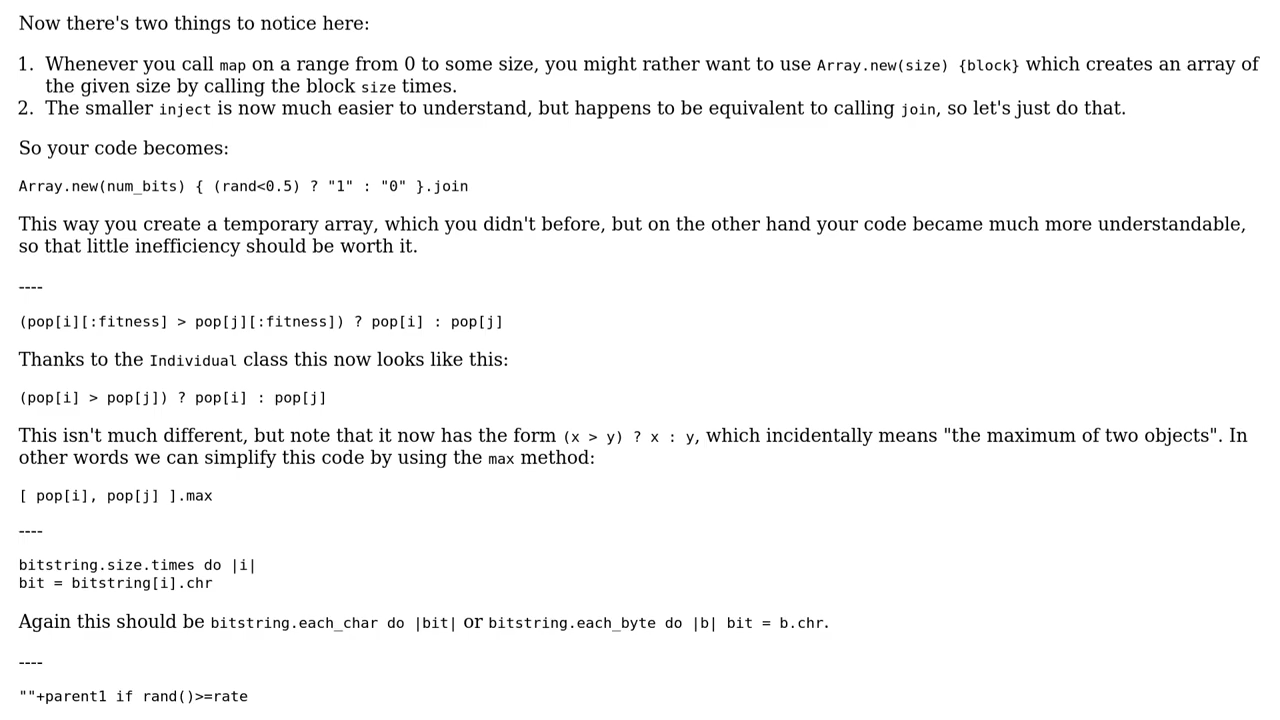 Now there's two things to notice here:
1. Whenever you call map on a range from 0 to some size, you might rather want to use Array.new(size) {block} which creates an array of
the given size by calling the block size times.
2. The smaller inject is now much easier to understand, but happens to be equivalent to calling join, so let's just do that.
So your code becomes:
Array.new(num_bits) { (rand<0.5) ? "1" : "0" }.join
This way you create a temporary array, which you didn't before, but on the other hand your code became much more understandable,
so that little inefficiency should be worth it.
----
(pop[i][:fitness] > pop[j][:fitness]) ? pop[i] : pop[j]
Thanks to the Individual class this now looks like this:
(pop[i] > pop[j]) ? pop[i] : pop[j]
This isn't much different, but note that it now has the form (x > y) ? x : y, which incidentally means "the maximum of two objects". In
other words we can simplify this code by using the max method:
[ pop[i], pop[j] ].max
----
bitstring.size.times do |i|
bit = bitstring[i].chr
Again this should be bitstring.each_char do |bit| or bitstring.each_byte do |b| bit = b.chr.
----
""+parent1 if rand()>=rate